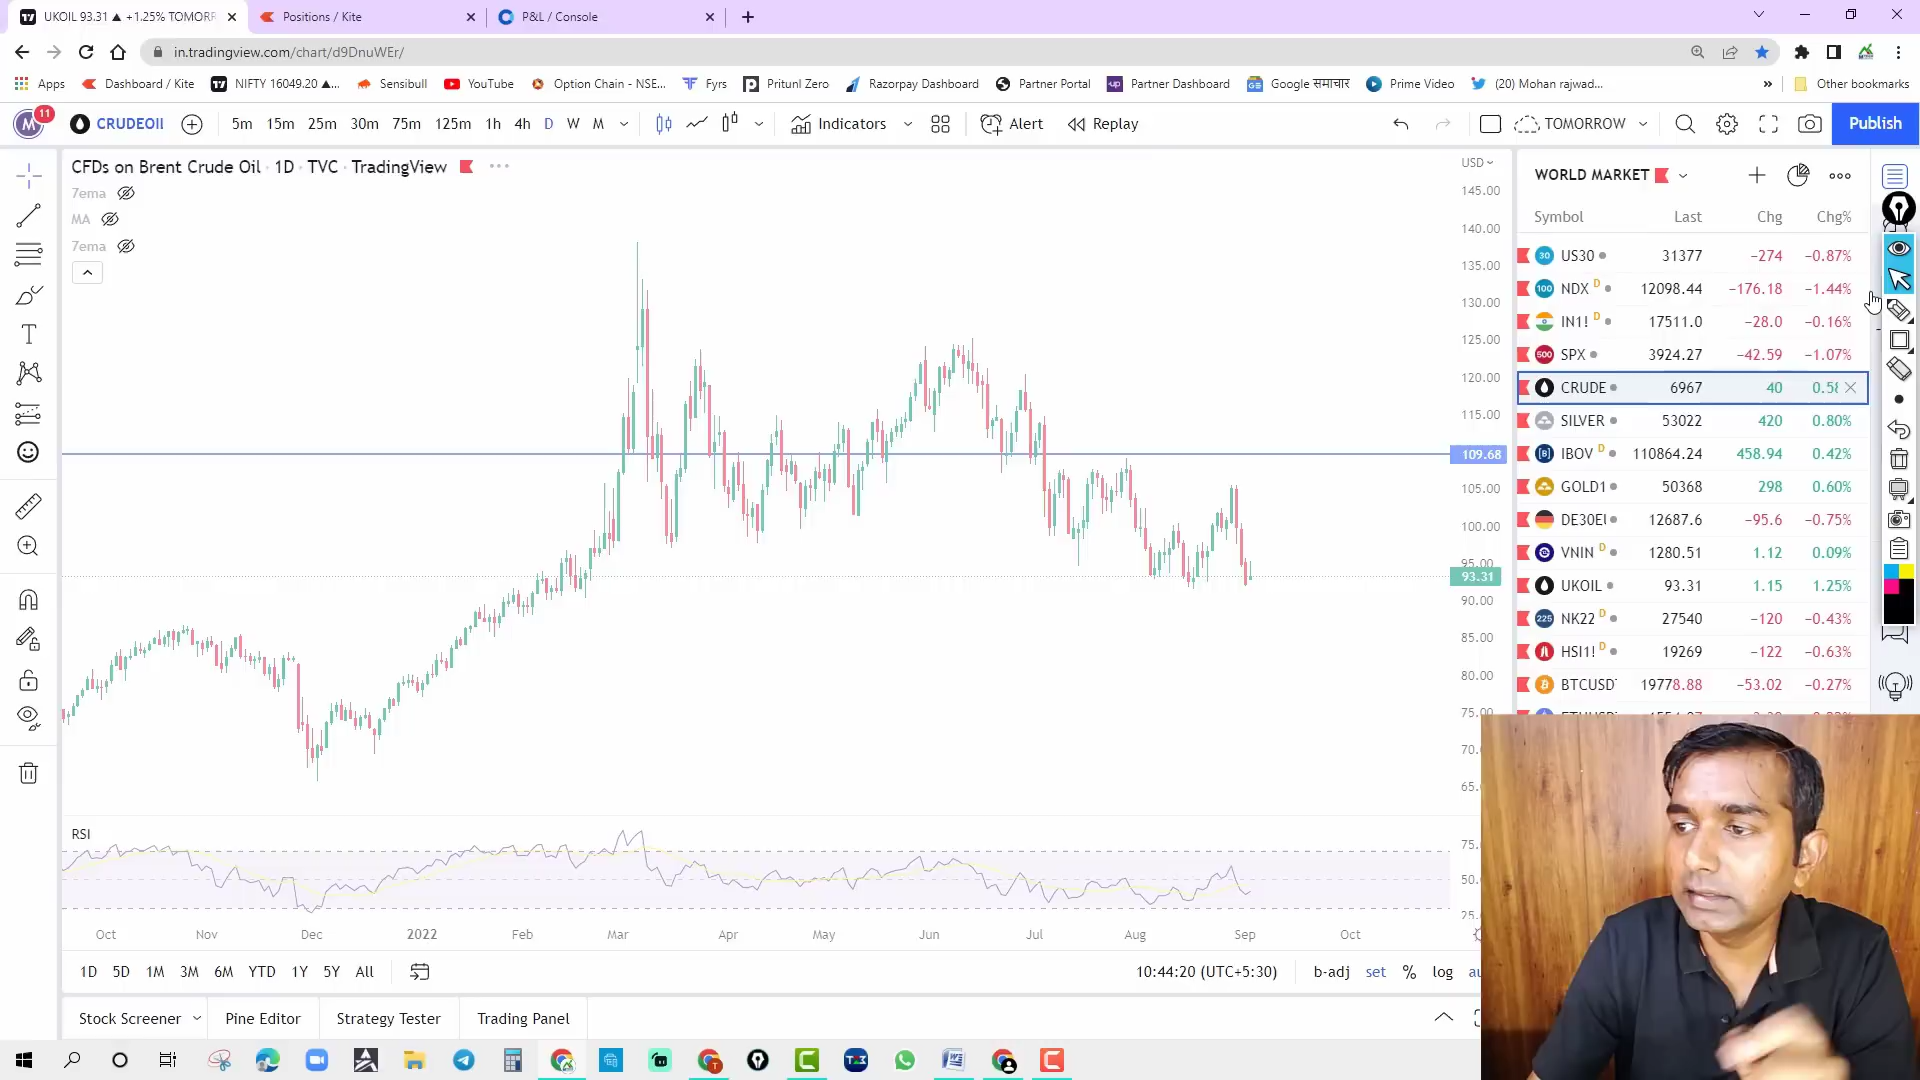 UKOIL 93.31 ▲ +1.25% TOMORR
Positions / Kite
P&L / Console
in.tradingview.com/chart/d9DnuWEr/
Apps Dashboard / Kite NIFTY 16049.20 ▲... Sensibull YouTube Option Chain - NSE... Fyrs Pritunl Zero Razorpay Dashboard Partner Portal Partner Dashboard Google समाचार Prime Video (20) Mohan rajwad... » Other bookmarks
M 11 CRUDEOIL 5m 15m 25m 30m 75m 125m 1h 4h D W M Indicators Alert Replay TOMORROW Publish
CFDs on Brent Crude Oil · 1D · TVC · TradingView
7ema
MA
7ema
USD
145.00
140.00
135.00
130.00
125.00
120.00
115.00
109.68
105.00
100.00
95.00
93.31
90.00
85.00
80.00
75.00
70.
65.
RSI
75.
50.
25.
Oct Nov Dec 2022 Feb Mar Apr May Jun Jul Aug Sep Oct
1D 5D 1M 3M 6M YTD 1Y 5Y All
10:44:20 (UTC+5:30) b-adj set % log au
Stock Screener Pine Editor Strategy Tester Trading Panel
WORLD MARKET
Symbol Last Chg Chg%
30 US30 31377 −274 −0.87%
100 NDX D 12098.44 −176.18 −1.44%
IN1! D 17511.0 −28.0 −0.16%
500 SPX 3924.27 −42.59 −1.07%
CRUDE 6967 40 0.58
SILVER 53022 420 0.80%
IBOV D 110864.24 458.94 0.42%
GOLD1 50368 298 0.60%
DE30EU 12687.6 −95.6 −0.75%
VNIN D 1280.51 1.12 0.09%
UKOIL 93.31 1.15 1.25%
225 NK22 D 27540 −120 −0.43%
HSI1! D 19269 −122 −0.63%
BTCUSD 19778.88 −53.02 −0.27%